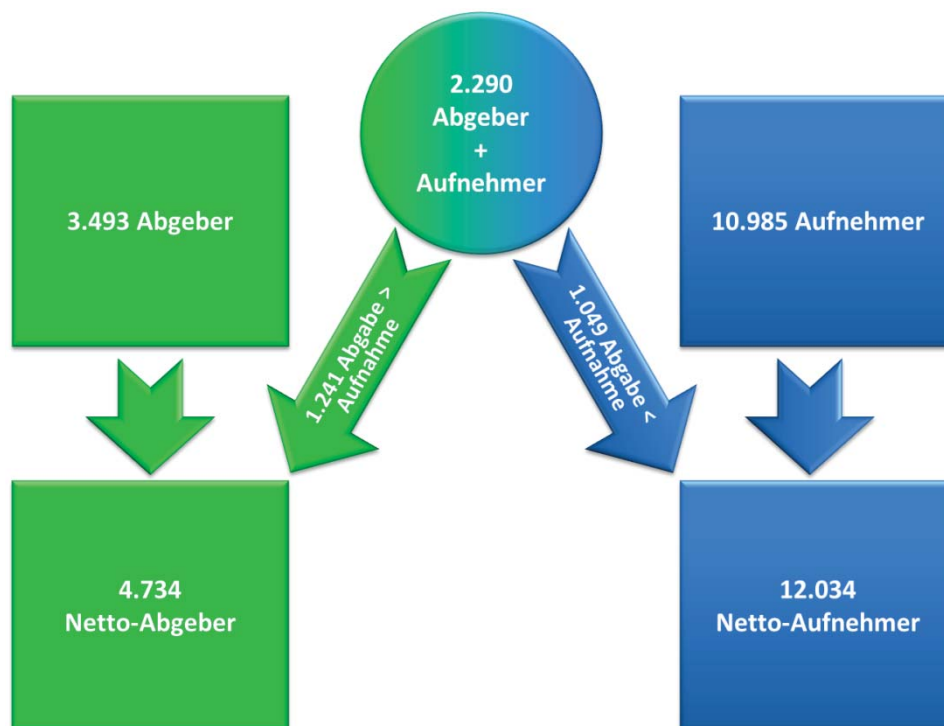 2.290
Abgeber
+
Aufnehmer
3.493 Abgeber
10.985 Aufnehmer
1.241 Abgabe >
Aufnahme
1.049 Abgabe <
Aufnahme
4.734
Netto-Abgeber
12.034
Netto-Aufnehmer